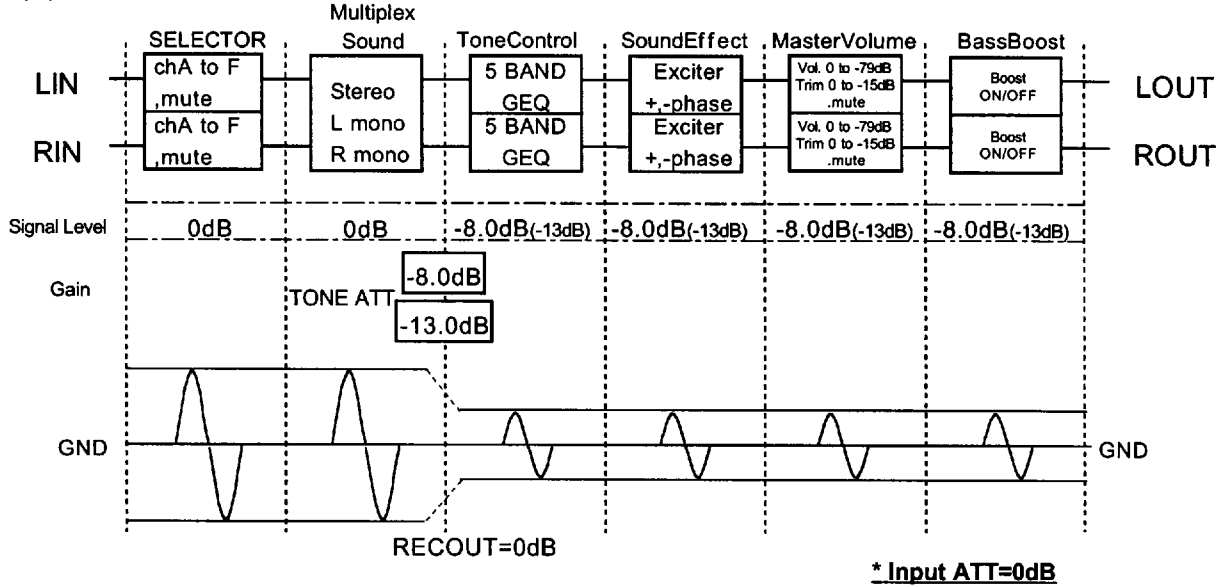 Multiplex
SELECTOR Sound ToneControl SoundEffect MasterVolume BassBoost
LIN chA to F ,mute Stereo L mono R mono 5 BAND GEQ Exciter +,-phase Vol. 0 to -79dB Trim 0 to -15dB .mute Boost ON/OFF LOUT
RIN chA to F ,mute 5 BAND GEQ Exciter +,-phase Vol. 0 to -79dB Trim 0 to -15dB .mute Boost ON/OFF ROUT
Signal Level 0dB 0dB -8.0dB(-13dB) -8.0dB(-13dB) -8.0dB(-13dB) -8.0dB(-13dB)
Gain TONE ATT -8.0dB
-13.0dB
GND GND
RECOUT=0dB
* Input ATT=0dB